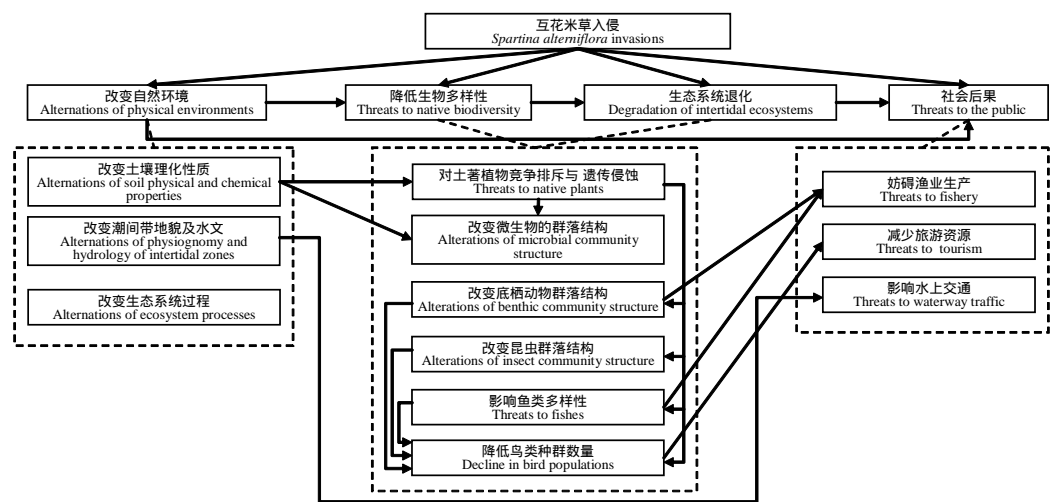 互花米草入侵
Spartina alterniflora invasions
改变自然环境
Alternations of physical environments
降低生物多样性
Threats to native biodiversity
生态系统退化
Degradation of intertidal ecosystems
社会后果
Threats to the public
改变土壤理化性质
Alternations of soil physical and chemical
properties
改变潮间带地貌及水文
Alternations of physiognomy and
hydrology of intertidal zones
改变生态系统过程
Alternations of ecosystem processes
对土著植物竞争排斥与 遗传侵蚀
Threats to native plants
改变微生物的群落结构
Alterations of microbial community
structure
改变底栖动物群落结构
Alterations of benthic community structure
改变昆虫群落结构
Alterations of insect community structure
影响鱼类多样性
Threats to fishes
降低鸟类种群数量
Decline in bird populations
妨碍渔业生产
Threats to fishery
减少旅游资源
Threats to tourism
影响水上交通
Threats to waterway traffic